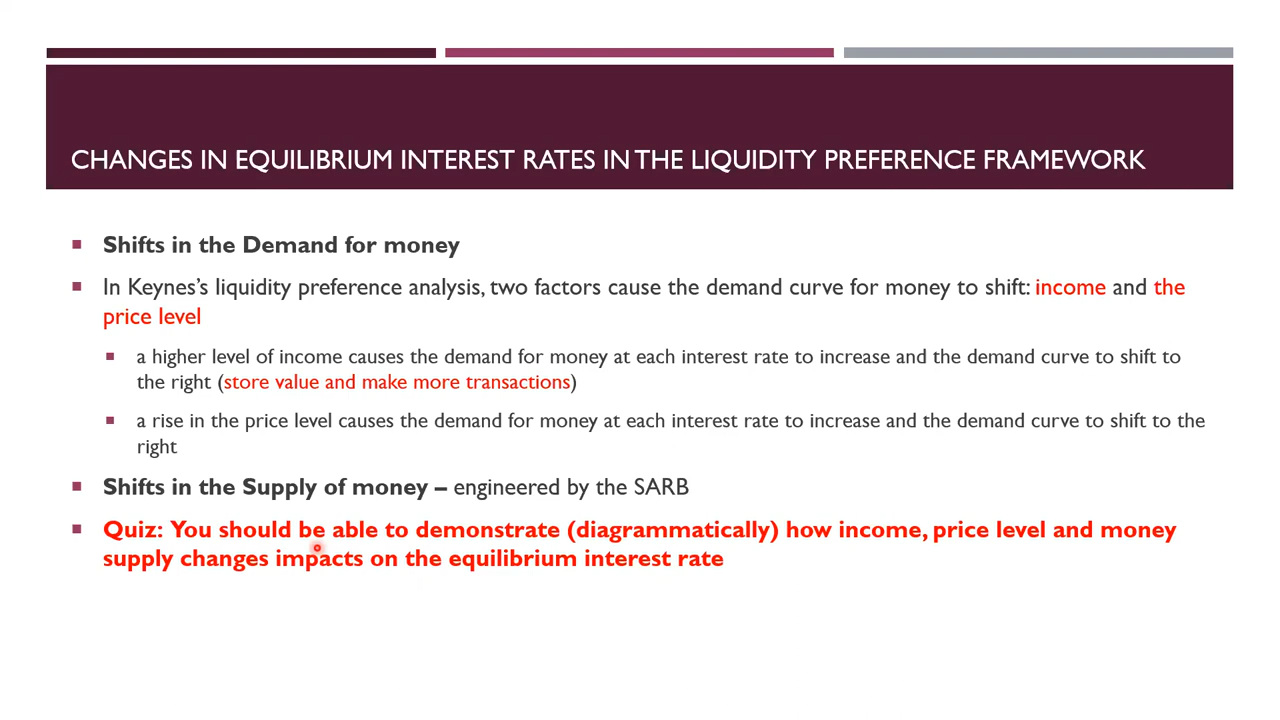 CHANGES IN EQUILIBRIUM INTEREST RATES IN THE LIQUIDITY PREFERENCE FRAMEWORK
Shifts in the Demand for money
In Keynes’s liquidity preference analysis, two factors cause the demand curve for money to shift: income and the
price level
a higher level of income causes the demand for money at each interest rate to increase and the demand curve to shift to
the right (store value and make more transactions)
a rise in the price level causes the demand for money at each interest rate to increase and the demand curve to shift to the
right
Shifts in the Supply of money – engineered by the SARB
Quiz: You should be able to demonstrate (diagrammatically) how income, price level and money
supply changes impacts on the equilibrium interest rate